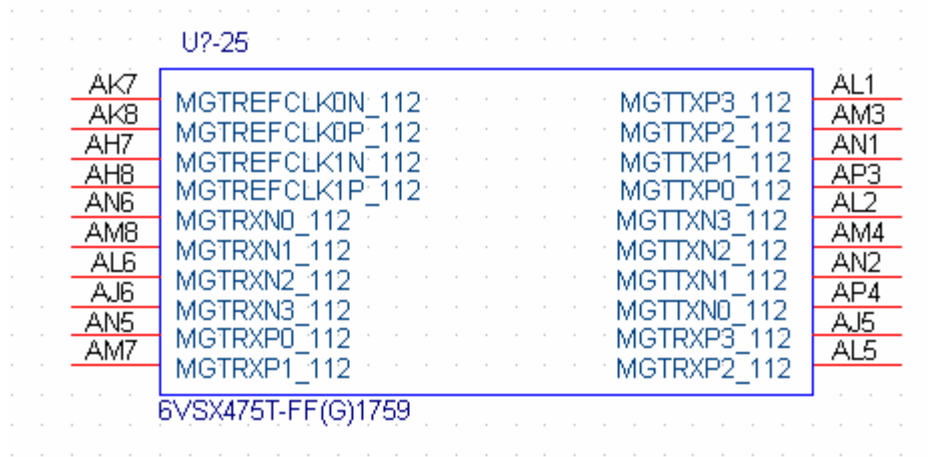 U?-25
AK7 MGTREFCLK0N_112 MGTTXP3_112 AL1
AK8 MGTREFCLK0P_112 MGTTXP2_112 AM3
AH7 MGTREFCLK1N_112 MGTTXP1_112 AN1
AH8 MGTREFCLK1P_112 MGTTXP0_112 AP3
AN6 MGTRXN0_112 MGTTXN3_112 AL2
AM8 MGTRXN1_112 MGTTXN2_112 AM4
AL6 MGTRXN2_112 MGTTXN1_112 AN2
AJ6 MGTRXN3_112 MGTTXN0_112 AP4
AN5 MGTRXP0_112 MGTRXP3_112 AJ5
AM7 MGTRXP1_112 MGTRXP2_112 AL5
6VSX475T-FF(G)1759